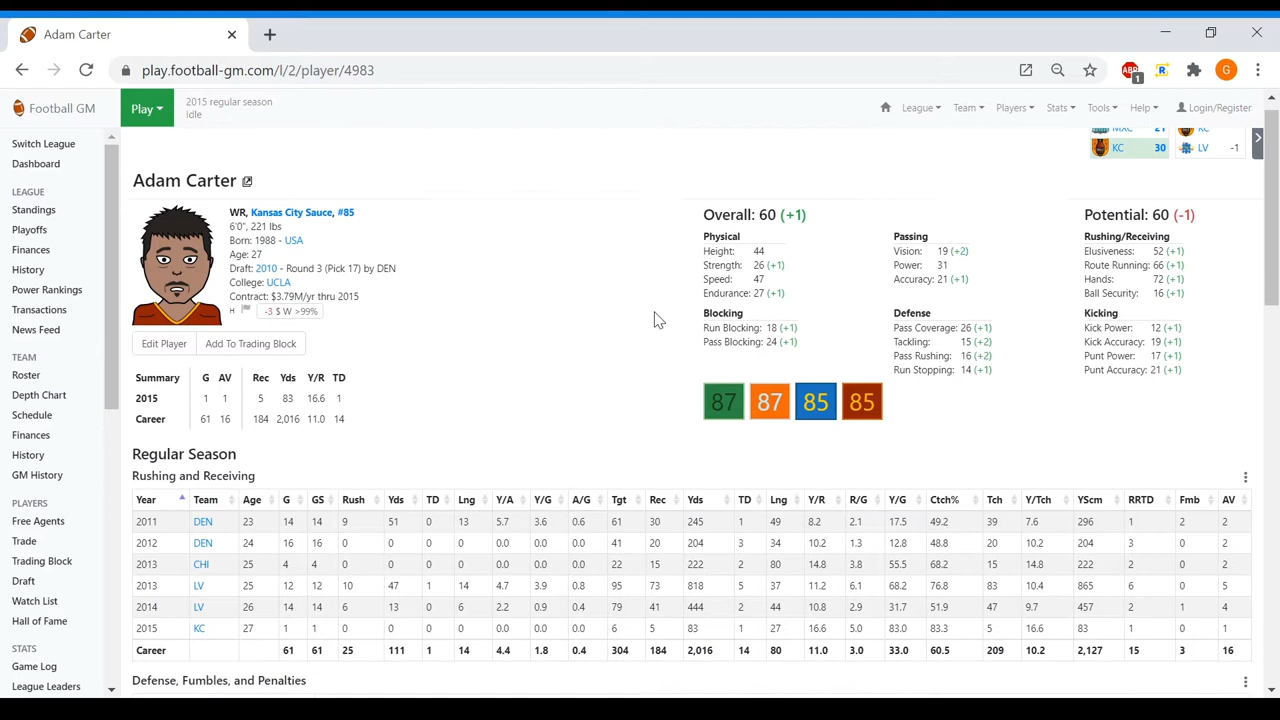 Adam Carter
play.football-gm.com/l/2/player/4983
ABP 1 R G
Football GM
Play
2015 regular season
Idle
League Team Players Stats Tools Help Login/Register
Switch League
Dashboard
LEAGUE
Standings
Playoffs
Finances
History
Power Rankings
Transactions
News Feed
TEAM
Roster
Depth Chart
Schedule
Finances
History
GM History
PLAYERS
Free Agents
Trade
Trading Block
Draft
Watch List
Hall of Fame
STATS
Game Log
League Leaders
MXC 21 KC
KC 30 LV -1
Adam Carter
WR, Kansas City Sauce, #85
6'0", 221 lbs
Born: 1988 - USA
Age: 27
Draft: 2010 - Round 3 (Pick 17) by DEN
College: UCLA
Contract: $3.79M/yr thru 2015
H -3 $ W >99%
Edit Player Add To Trading Block
Summary G AV Rec Yds Y/R TD
2015 1 1 5 83 16.6 1
Career 61 16 184 2,016 11.0 14
Overall: 60 (+1)
Physical
Height: 44
Strength: 26 (+1)
Speed: 47
Endurance: 27 (+1)
Blocking
Run Blocking: 18 (+1)
Pass Blocking: 24 (+1)
Passing
Vision: 19 (+2)
Power: 31
Accuracy: 21 (+1)
Defense
Pass Coverage: 26 (+1)
Tackling: 15 (+2)
Pass Rushing: 16 (+2)
Run Stopping: 14 (+1)
Potential: 60 (-1)
Rushing/Receiving
Elusiveness: 52 (+1)
Route Running: 66 (+1)
Hands: 72 (+1)
Ball Security: 16 (+1)
Kicking
Kick Power: 12 (+1)
Kick Accuracy: 19 (+1)
Punt Power: 17 (+1)
Punt Accuracy: 21 (+1)
87 87 85 85
Regular Season
Rushing and Receiving
Year Team Age G GS Rush Yds TD Lng Y/A Y/G A/G Tgt Rec Yds TD Lng Y/R R/G Y/G Ctch% Tch Y/Tch YScm RRTD Fmb AV
2011 DEN 23 14 14 9 51 0 13 5.7 3.6 0.6 61 30 245 1 49 8.2 2.1 17.5 49.2 39 7.6 296 1 2 2
2012 DEN 24 16 16 0 0 0 0 0.0 0.0 0.0 41 20 204 3 34 10.2 1.3 12.8 48.8 20 10.2 204 3 0 2
2013 CHI 25 4 4 0 0 0 0 0.0 0.0 0.0 22 15 222 2 80 14.8 3.8 55.5 68.2 15 14.8 222 2 0 2
2013 LV 25 12 12 10 47 1 14 4.7 3.9 0.8 95 73 818 5 37 11.2 6.1 68.2 76.8 83 10.4 865 6 0 5
2014 LV 26 14 14 6 13 0 6 2.2 0.9 0.4 79 41 444 2 44 10.8 2.9 31.7 51.9 47 9.7 457 2 1 4
2015 KC 27 1 1 0 0 0 0 0.0 0.0 0.0 6 5 83 1 27 16.6 5.0 83.0 83.3 5 16.6 83 1 0 1
Career 61 61 25 111 1 14 4.4 1.8 0.4 304 184 2,016 14 80 11.0 3.0 33.0 60.5 209 10.2 2,127 15 3 16
Defense, Fumbles, and Penalties